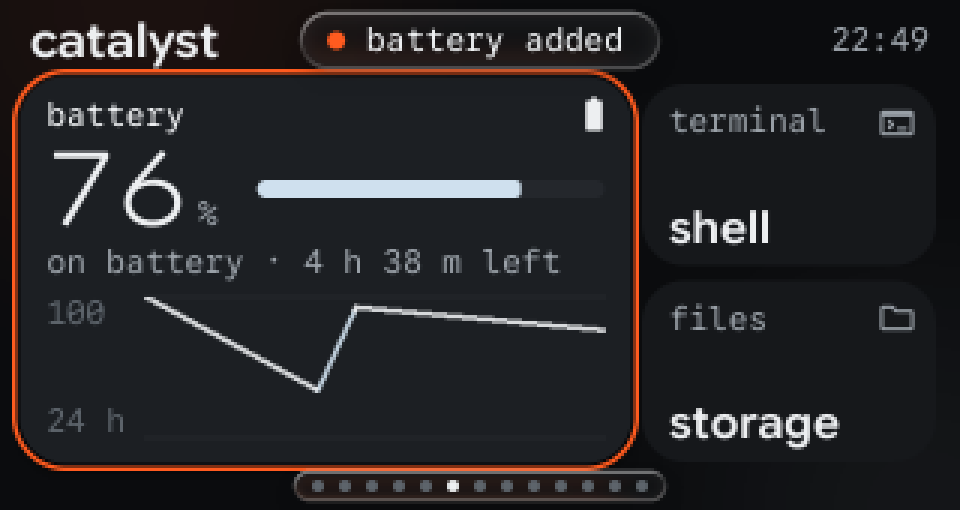 catalyst
battery added
22:49
battery
76 %
on battery · 4 h 38 m left
100
24 h
terminal
shell
files
storage